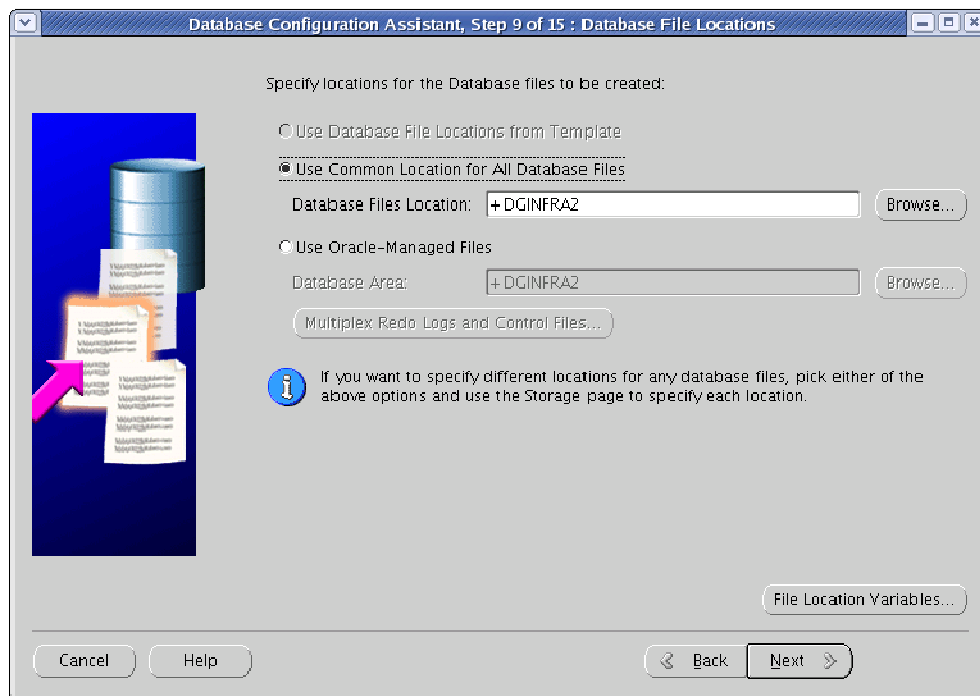 Database Configuration Assistant, Step 9 of 15 : Database File Locations
Specify locations for the Database files to be created:
Use Database File Locations from Template
Use Common Location for All Database Files
Database Files Location: +DGINFRA2 Browse...
Use Oracle-Managed Files
Database Area: +DGINFRA2 Browse...
Multiplex Redo Logs and Control Files...
If you want to specify different locations for any database files, pick either of the
above options and use the Storage page to specify each location.
File Location Variables...
Cancel Help Back Next